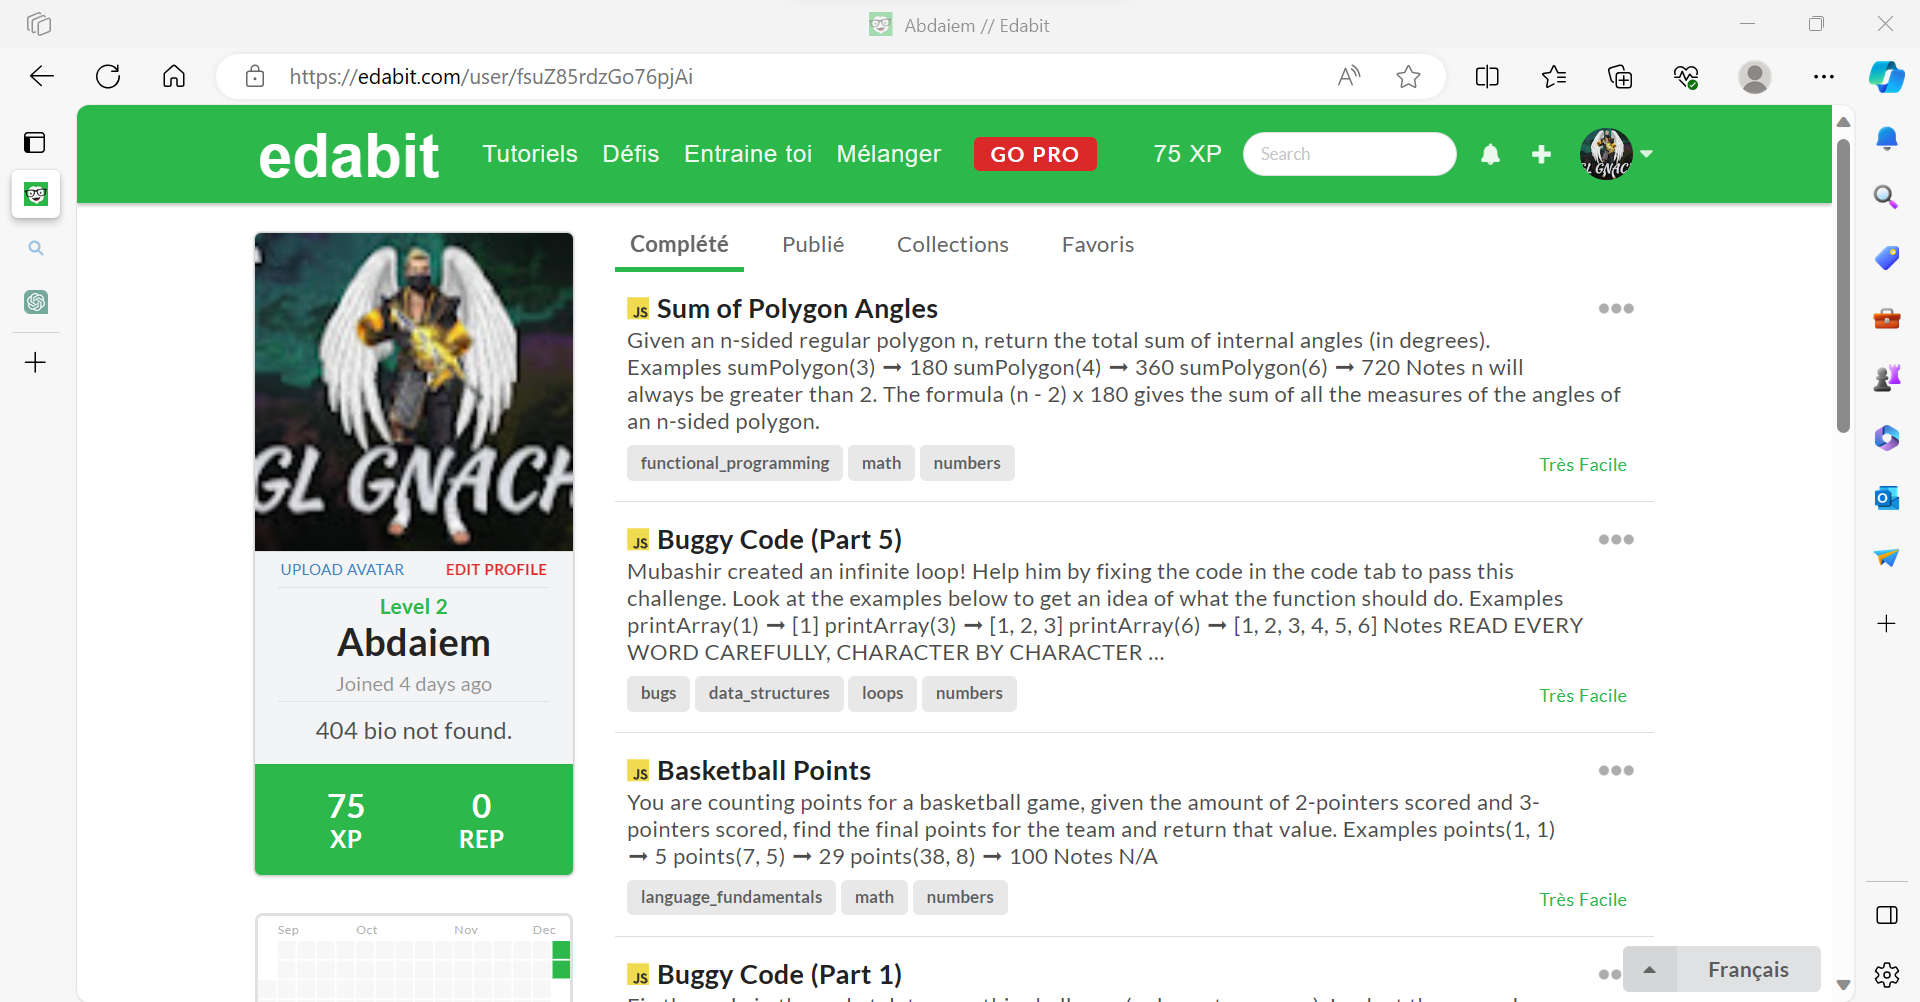 Abdaiem // Edabit
https://edabit.com/user/fsuZ85rdzGo76pjAi
edabit
Tutoriels
Défis
Entraine toi
Mélanger
GO PRO
75 XP
Search
GL GNACH
UPLOAD AVATAR
EDIT PROFILE
Level 2
Abdaiem
Joined 4 days ago
404 bio not found.
75
XP
0
REP
Sep
Oct
Nov
Dec
Complété
Publié
Collections
Favoris
JS Sum of Polygon Angles
Given an n-sided regular polygon n, return the total sum of internal angles (in degrees).
Examples sumPolygon(3) ➞ 180 sumPolygon(4) ➞ 360 sumPolygon(6) ➞ 720 Notes n will
always be greater than 2. The formula (n - 2) x 180 gives the sum of all the measures of the angles of
an n-sided polygon.
functional_programming
math
numbers
Très Facile
JS Buggy Code (Part 5)
Mubashir created an infinite loop! Help him by fixing the code in the code tab to pass this
challenge. Look at the examples below to get an idea of what the function should do. Examples
printArray(1) ➞ [1] printArray(3) ➞ [1, 2, 3] printArray(6) ➞ [1, 2, 3, 4, 5, 6] Notes READ EVERY
WORD CAREFULLY, CHARACTER BY CHARACTER ...
bugs
data_structures
loops
numbers
Très Facile
JS Basketball Points
You are counting points for a basketball game, given the amount of 2-pointers scored and 3-
pointers scored, find the final points for the team and return that value. Examples points(1, 1)
➞ 5 points(7, 5) ➞ 29 points(38, 8) ➞ 100 Notes N/A
language_fundamentals
math
numbers
Très Facile
JS Buggy Code (Part 1)
Français